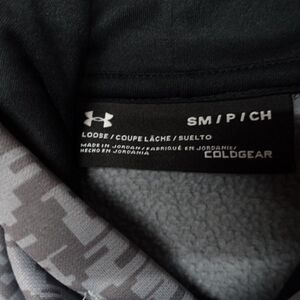 SM / P / CH
LOOSE / COUPE LÂCHE / SUELTO
MADE IN JORDAN / FABRIQUÉ EN JORDANIE/
HECHO EN JORDANIA
COLDGEAR